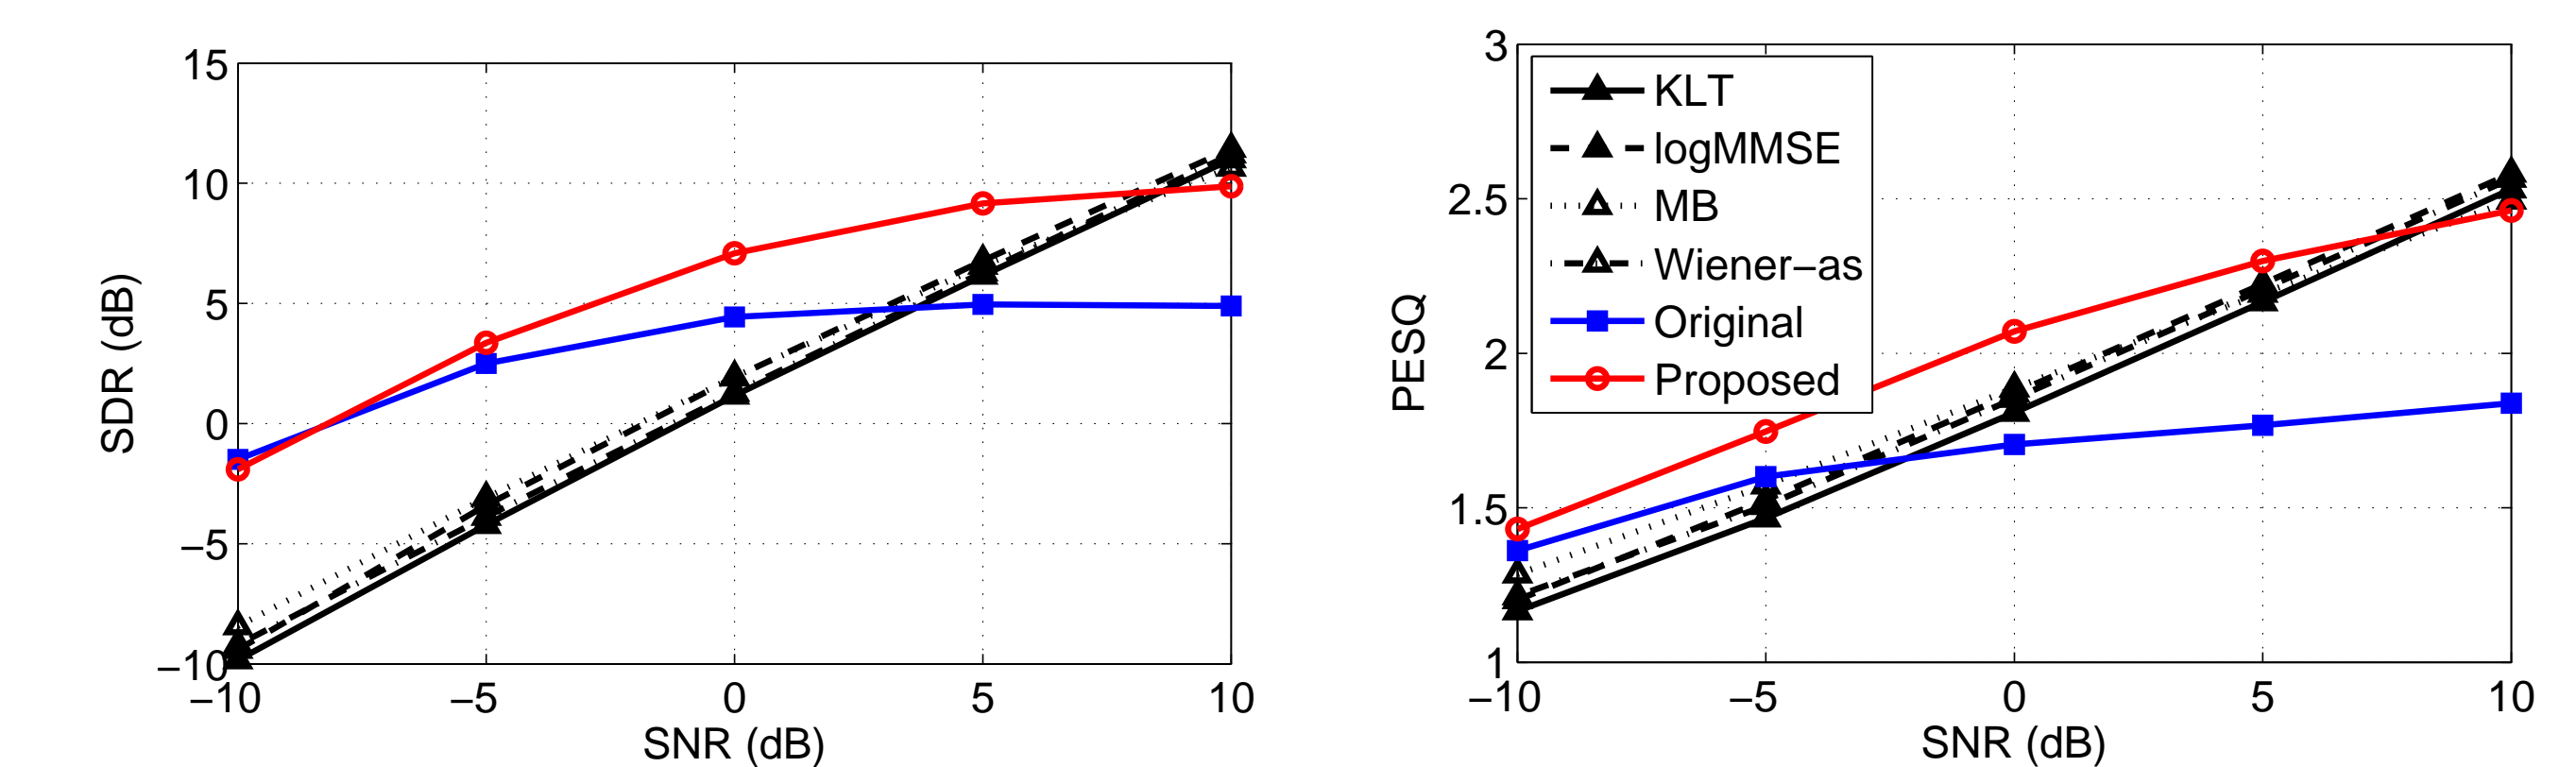 15
10
5
0
−5
−10
SDR (dB)
−10 −5 0 5 10
SNR (dB)
3
2.5
2
1.5
1
PESQ
KLT
logMMSE
MB
Wiener−as
Original
Proposed
−10 −5 0 5 10
SNR (dB)